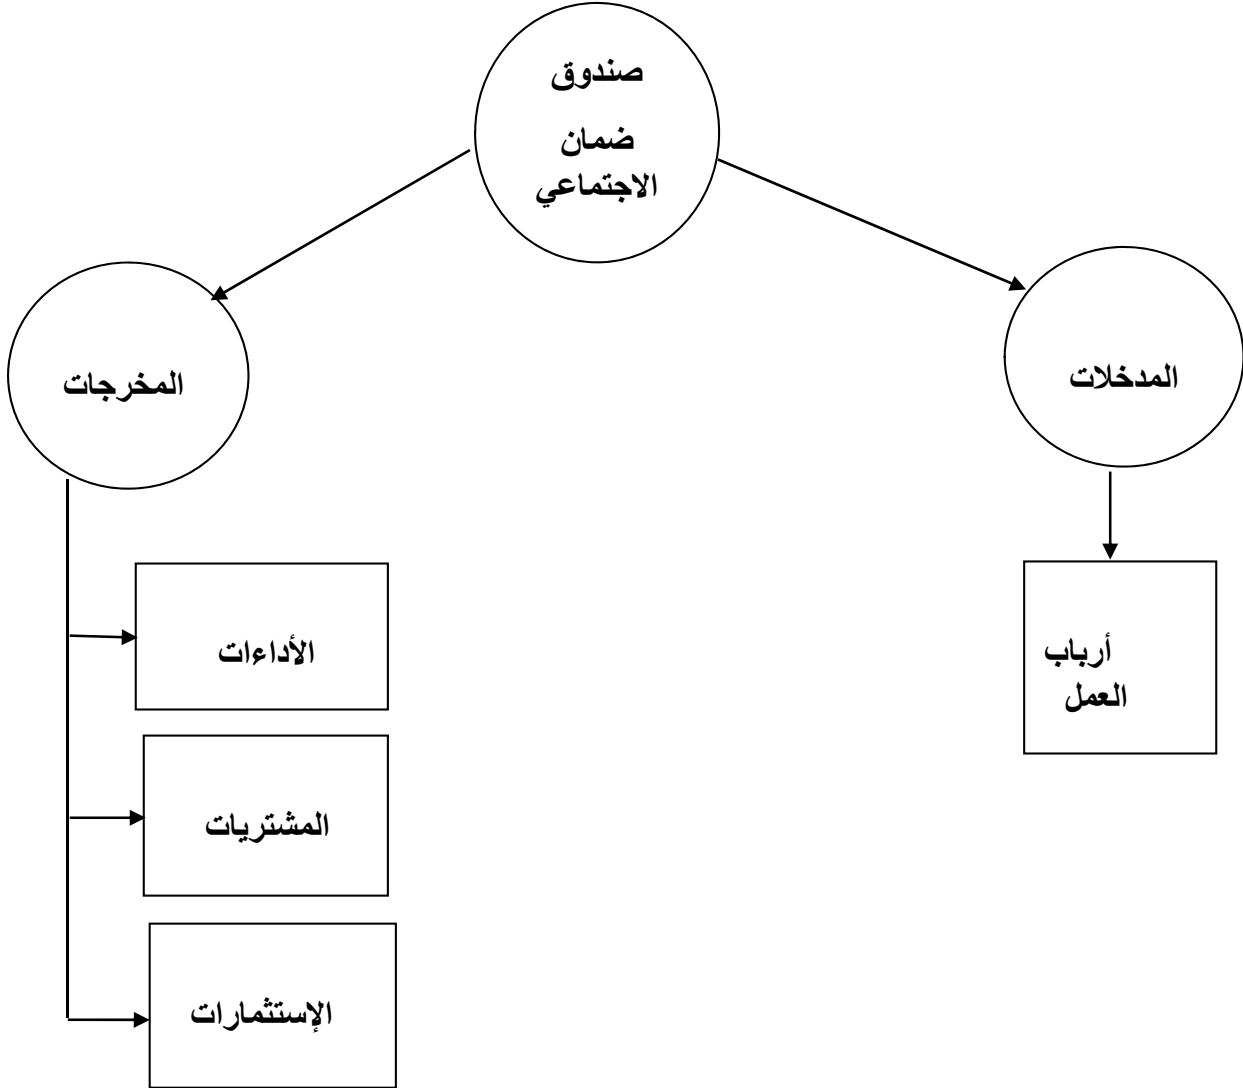 صندوق
ضمان
الاجتماعي
المدخلات
المخرجات
أرباب
العمل
الأداءات
المشتريات
الإستثمارات